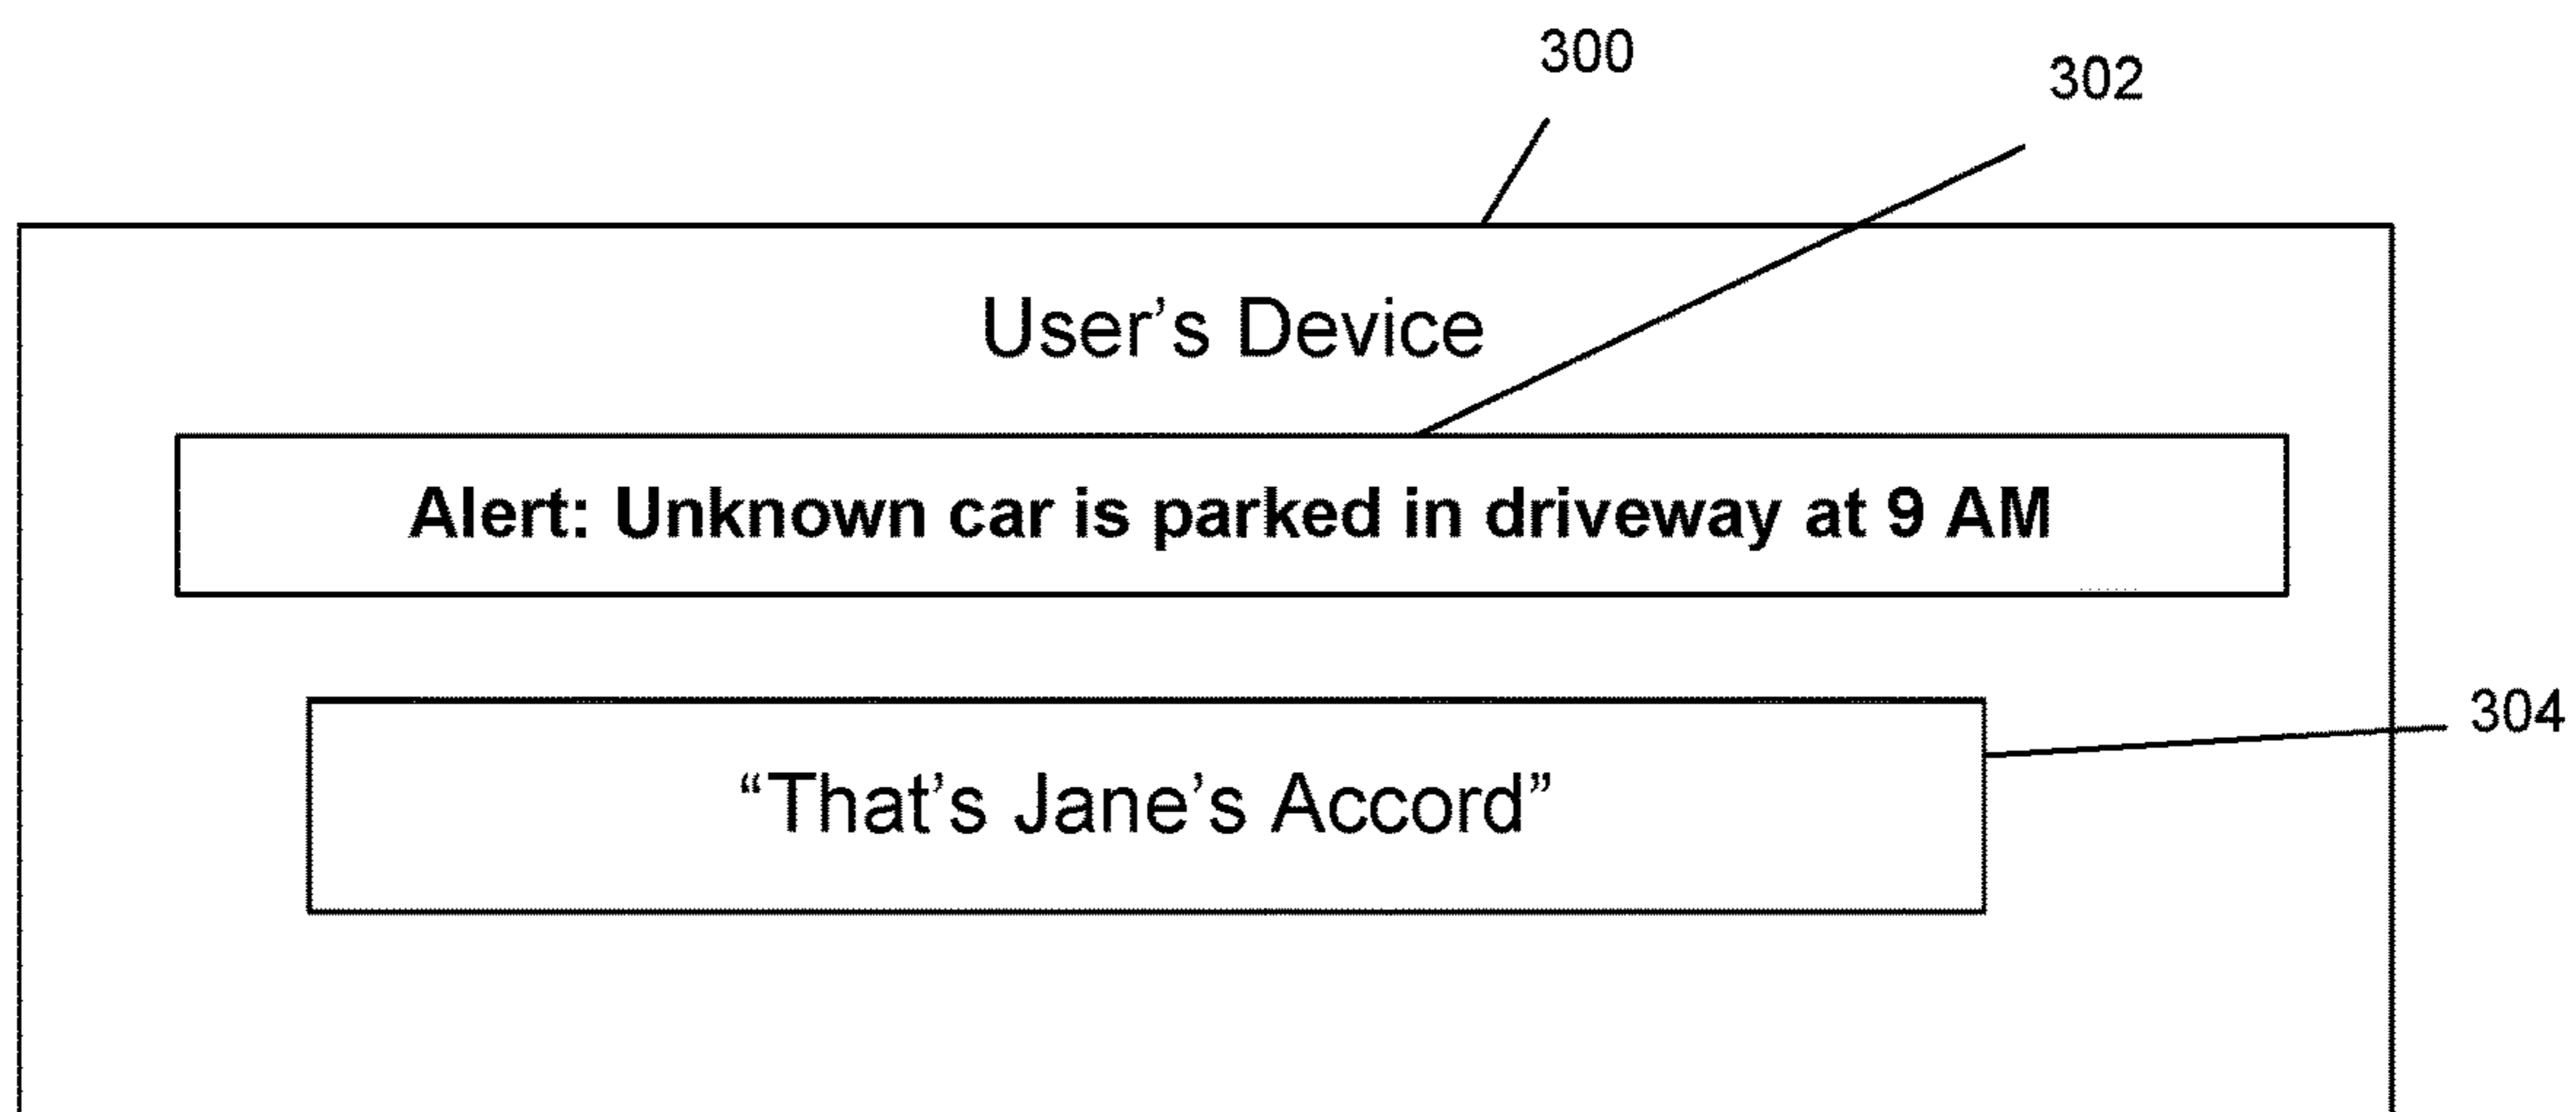 300
302
User’s Device
Alert: Unknown car is parked in driveway at 9 AM
304
“That’s Jane’s Accord”